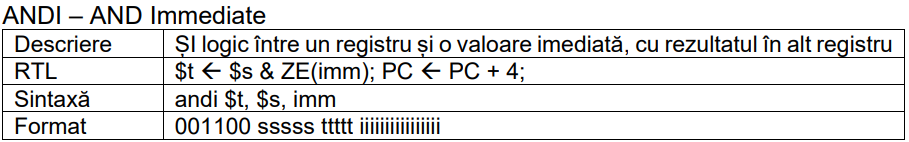 ANDI – AND Immediate
Descriere ȘI logic între un registru și o valoare imediată, cu rezultatul în alt registru
RTL $t ← $s & ZE(imm); PC ← PC + 4;
Sintaxă andi $t, $s, imm
Format 001100 sssss ttttt iiiiiiiiiiiiiiii